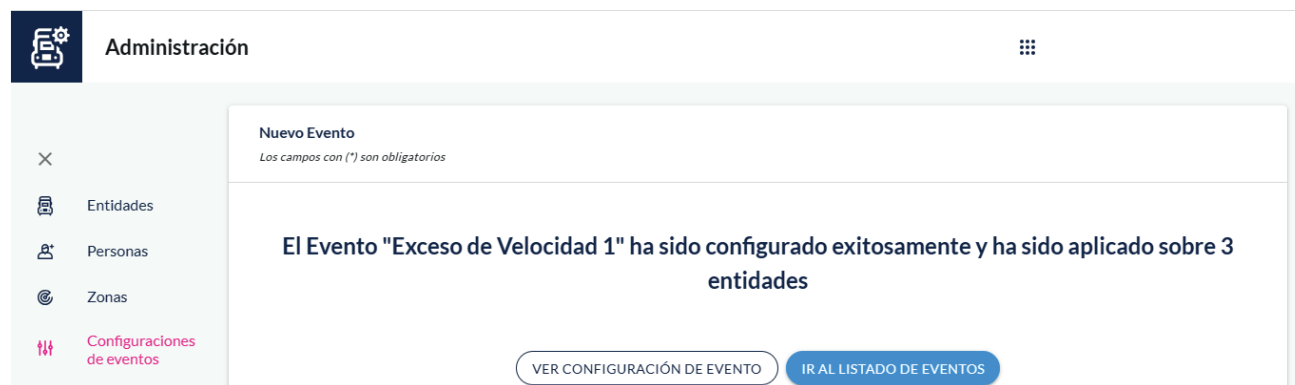 Administración
Nuevo Evento
Los campos con (*) son obligatorios
Entidades
Personas
Zonas
Configuraciones
de eventos
El Evento "Exceso de Velocidad 1" ha sido configurado exitosamente y ha sido aplicado sobre 3
entidades
VER CONFIGURACIÓN DE EVENTO
IR AL LISTADO DE EVENTOS